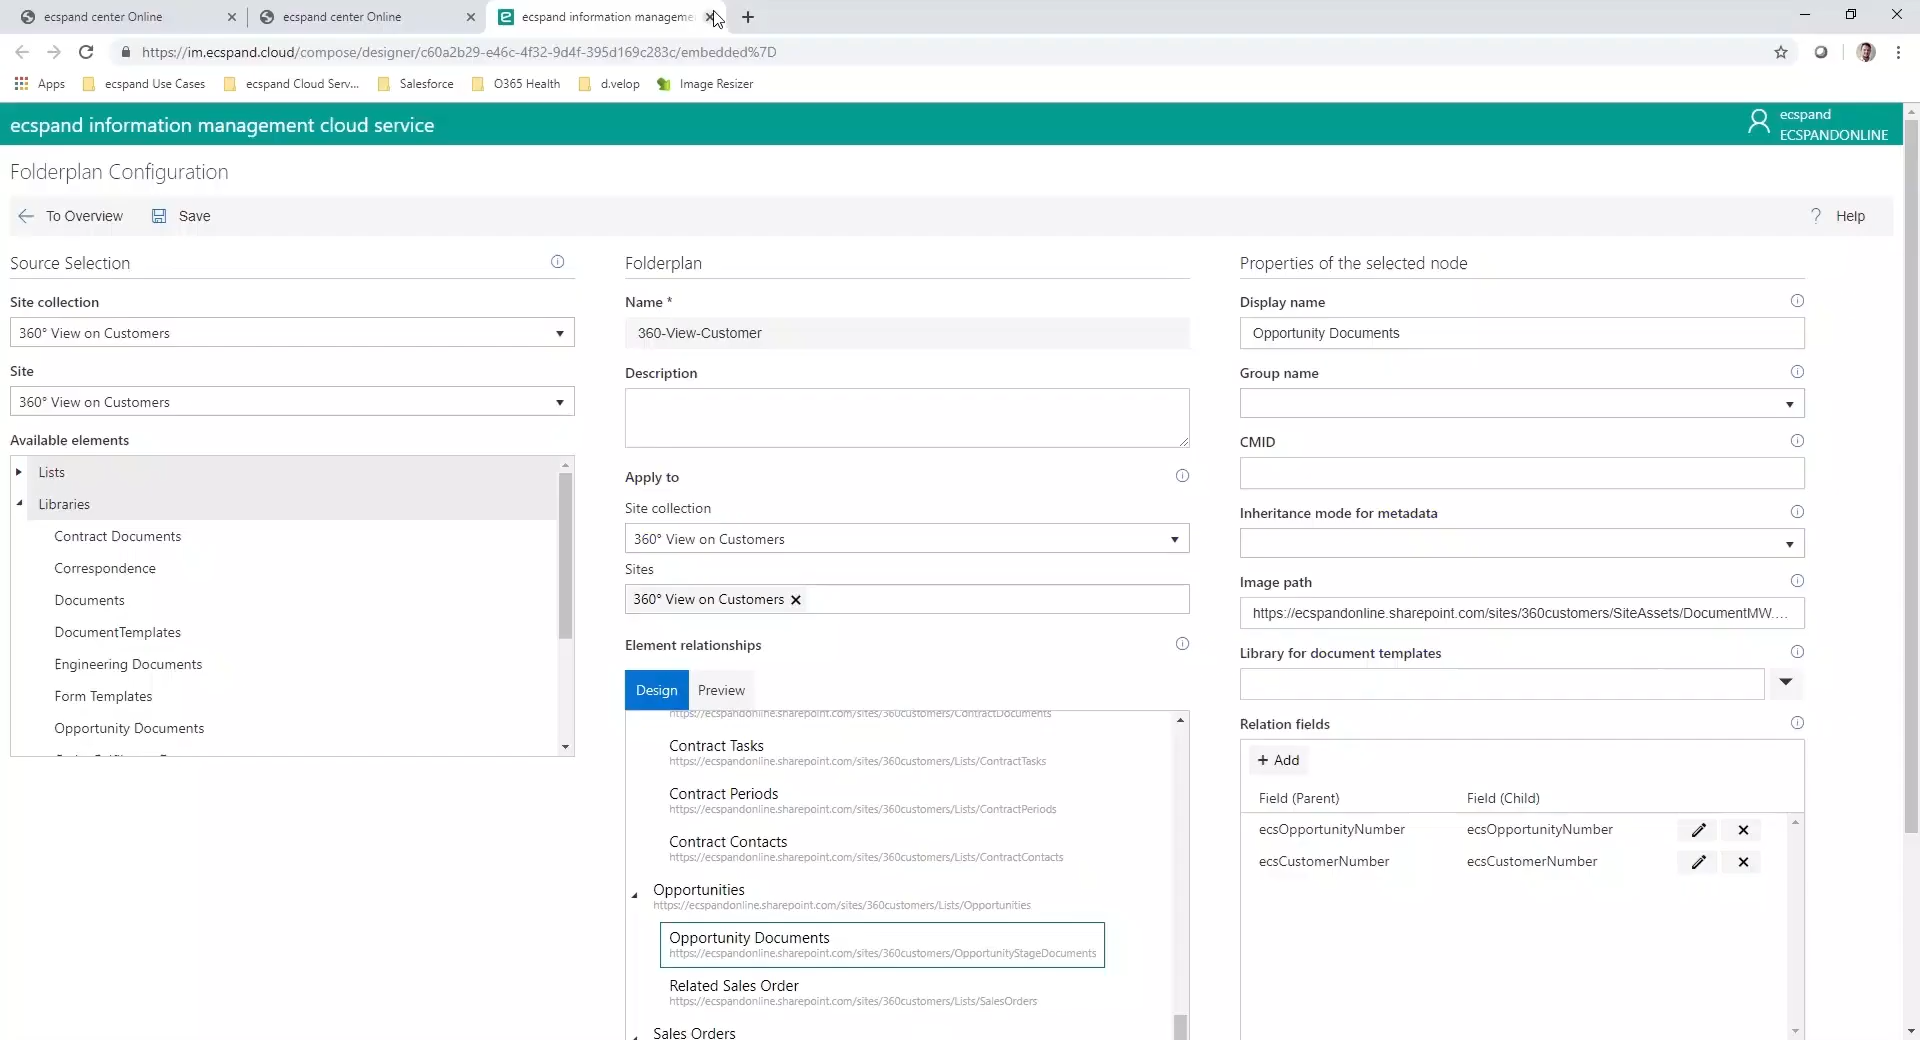 ecspand center Online
ecspand center Online
ecspand information manageme
https://im.ecspand.cloud/compose/designer/c60a2b29-e46c-4f32-9d4f-395d169c283c/embedded%7D
Apps
ecspand Use Cases
ecspand Cloud Serv...
Salesforce
O365 Health
d.velop
Image Resizer
ecspand information management cloud service
ecspand
ECSPANDONLINE
Folderplan Configuration
To Overview
Save
? Help
Source Selection
Site collection
360° View on Customers
Site
360° View on Customers
Available elements
Lists
Libraries
Contract Documents
Correspondence
Documents
DocumentTemplates
Engineering Documents
Form Templates
Opportunity Documents
Folderplan
Name *
360-View-Customer
Description
Apply to
Site collection
360° View on Customers
Sites
360° View on Customers
Element relationships
Design
Preview
https://ecspandonline.sharepoint.com/sites/360customers/ContractDocuments
Contract Tasks
https://ecspandonline.sharepoint.com/sites/360customers/Lists/ContractTasks
Contract Periods
https://ecspandonline.sharepoint.com/sites/360customers/Lists/ContractPeriods
Contract Contacts
https://ecspandonline.sharepoint.com/sites/360customers/Lists/ContractContacts
Opportunities
https://ecspandonline.sharepoint.com/sites/360customers/Lists/Opportunities
Opportunity Documents
https://ecspandonline.sharepoint.com/sites/360customers/OpportunityStageDocuments
Related Sales Order
https://ecspandonline.sharepoint.com/sites/360customers/Lists/SalesOrders
Sales Orders
Properties of the selected node
Display name
Opportunity Documents
Group name
CMID
Inheritance mode for metadata
Image path
https://ecspandonline.sharepoint.com/sites/360customers/SiteAssets/DocumentMW....
Library for document templates
Relation fields
+ Add
Field (Parent)
Field (Child)
ecsOpportunityNumber
ecsOpportunityNumber
ecsCustomerNumber
ecsCustomerNumber